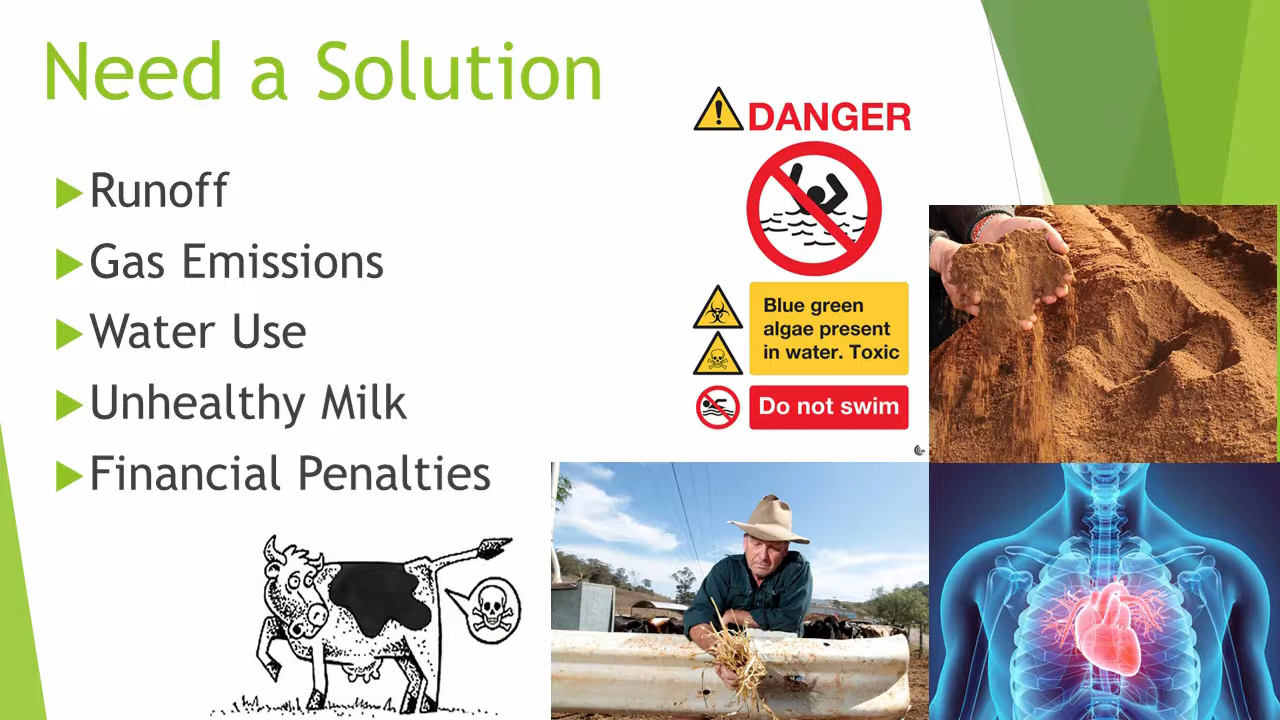 Need a Solution
Runoff
Gas Emissions
Water Use
Unhealthy Milk
Financial Penalties
DANGER
Blue green
algae present
in water. Toxic
Do not swim